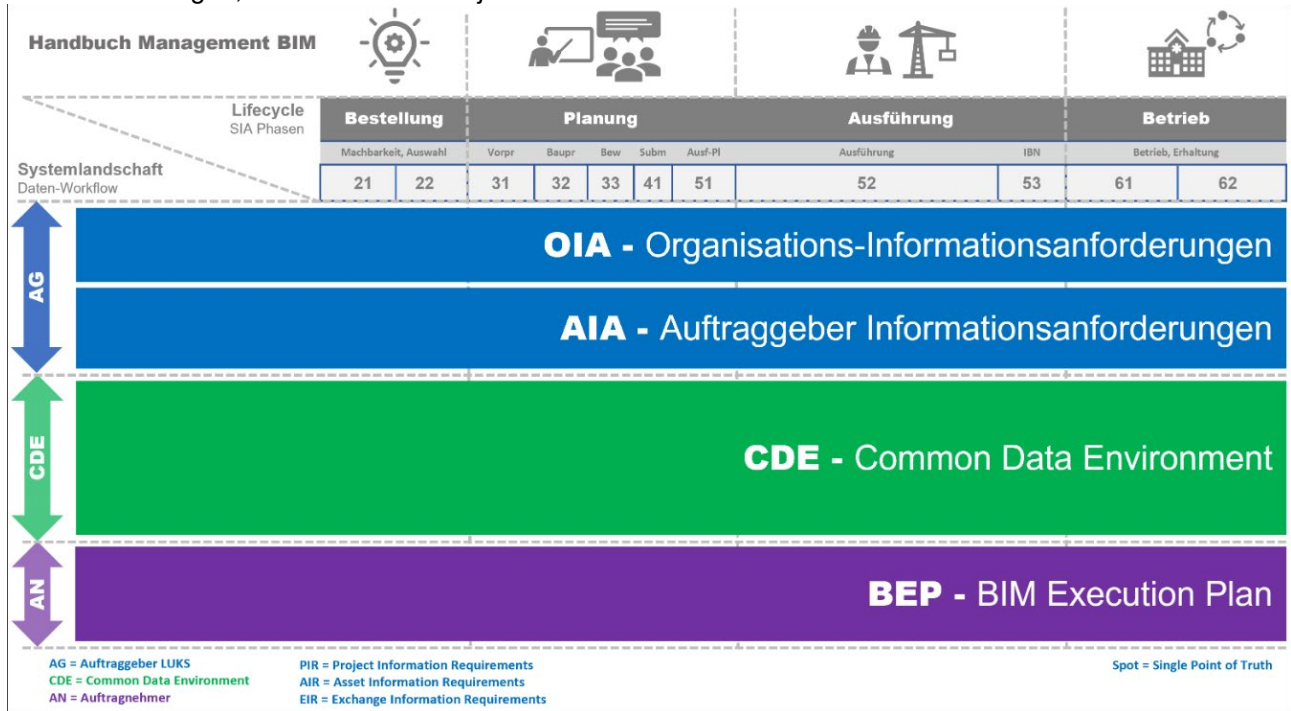 Handbuch Management BIM
Lifecycle
SIA Phasen
Bestellung Planung Ausführung Betrieb
Machbarkeit, Auswahl Vorpr Baupr Bew Subm Ausf-Pl Ausführung IBN Betrieb, Erhaltung
Systemlandschaft
Daten-Workflow
21 22 31 32 33 41 51 52 53 61 62
AG
OIA - Organisations-Informationsanforderungen
AIA - Auftraggeber Informationsanforderungen
CDE
CDE - Common Data Environment
AN
BEP - BIM Execution Plan
AG = Auftraggeber LUKS PIR = Project Information Requirements Spot = Single Point of Truth
CDE = Common Data Environment AIR = Asset Information Requirements
AN = Auftragnehmer EIR = Exchange Information Requirements